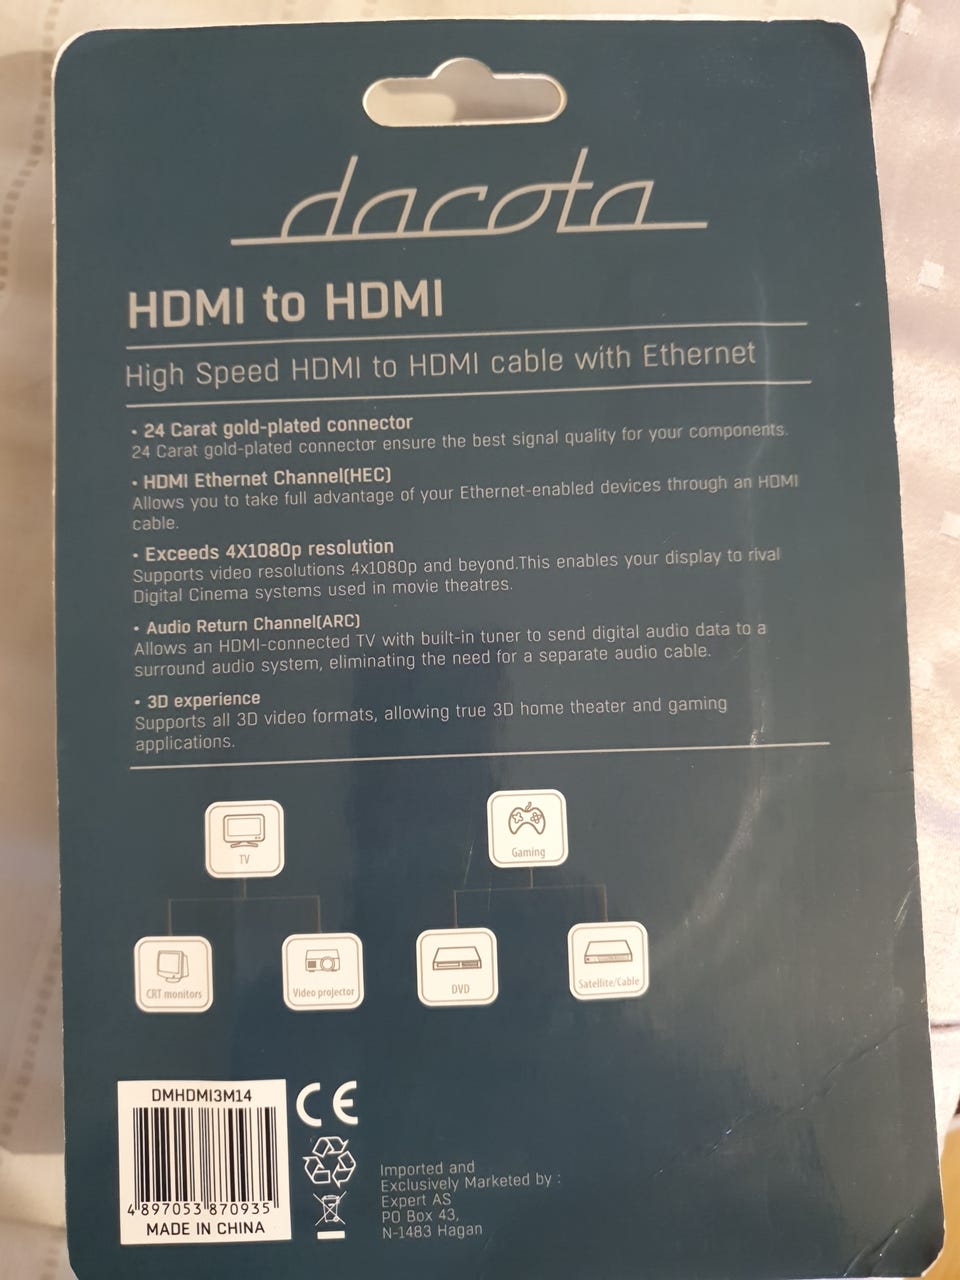 dacota
HDMI to HDMI
High Speed HDMI to HDMI cable with Ethernet
• 24 Carat gold-plated connector
24 Carat gold-plated connector ensure the best signal quality for your components.
• HDMI Ethernet Channel(HEC)
Allows you to take full advantage of your Ethernet-enabled devices through an HDMI
cable.
• Exceeds 4X1080p resolution
Supports video resolutions 4x1080p and beyond.This enables your display to rival
Digital Cinema systems used in movie theatres.
• Audio Return Channel(ARC)
Allows an HDMI-connected TV with built-in tuner to send digital audio data to a
surround audio system, eliminating the need for a separate audio cable.
• 3D experience
Supports all 3D video formats, allowing true 3D home theater and gaming
applications.
TV
Gaming
CRT monitors
Video projector
DVD
Satellite/Cable
DMHDMI3M14
4 897053 870935
MADE IN CHINA
CE
Imported and
Exclusively Marketed by :
Expert AS
PO Box 43,
N-1483 Hagan